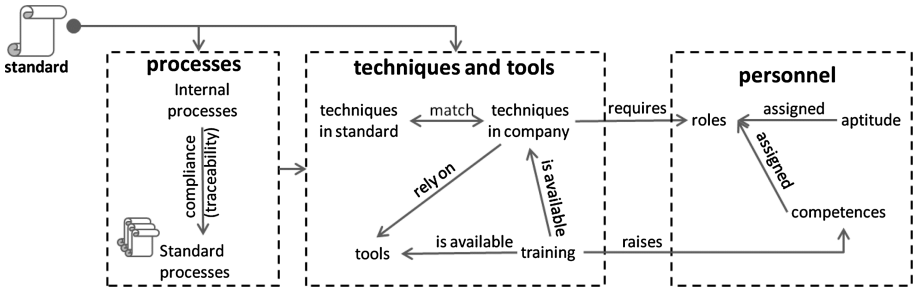 standard
processes
Internal
processes
compliance
(traceability)
Standard
processes
techniques and tools
techniques
in standard
match
techniques
in company
rely on
is available
tools
is available
training
requires
raises
personnel
roles
assigned
aptitude
assigned
competences